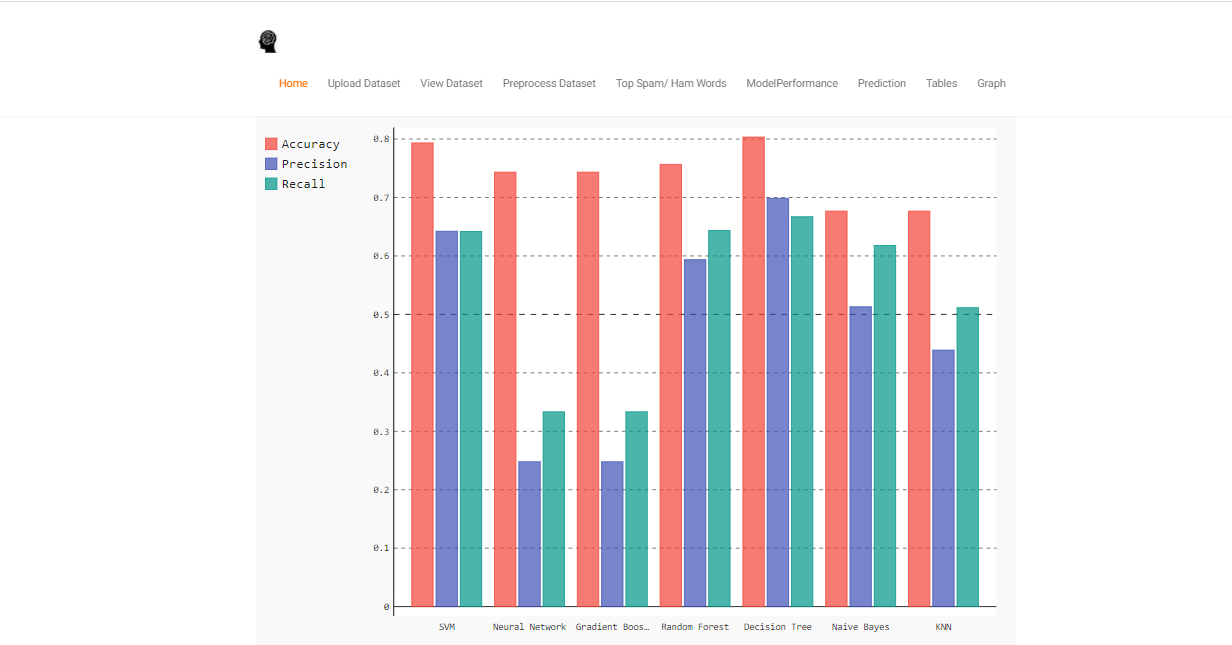 Home Upload Dataset View Dataset Preprocess Dataset Top Spam/ Ham Words ModelPerformance Prediction Tables Graph
Accuracy
Precision
Recall
0.8
0.7
0.6
0.5
0.4
0.3
0.2
0.1
0
SVM Neural Network Gradient Boos… Random Forest Decision Tree Naive Bayes KNN